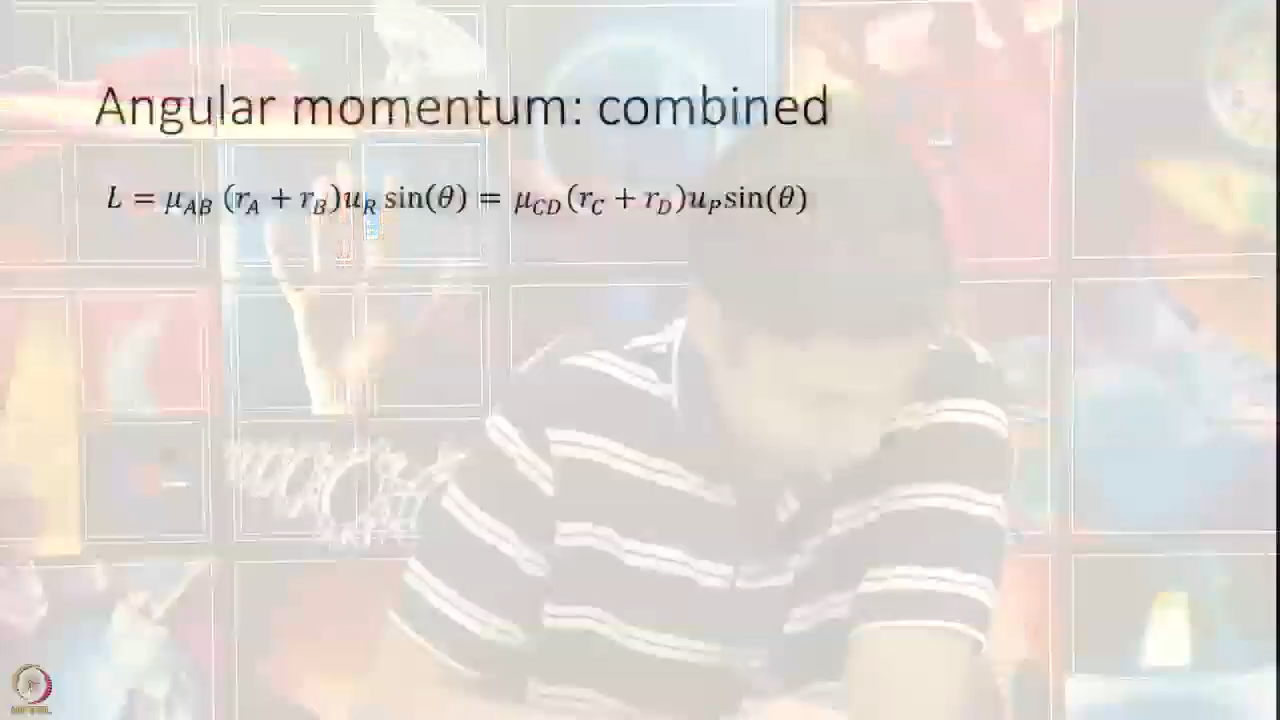 Angular momentum: combined
L = μ_AB (r_A + r_B)u_R sin(θ) = μ_CD(r_C + r_D)u_P sin(θ)